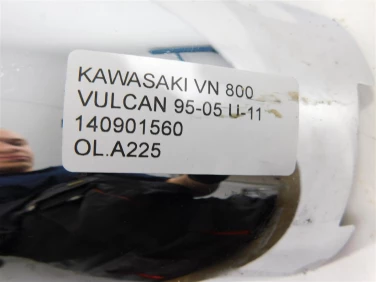 KAWASAKI VN 800
VULCAN 95-05 U-11
140901560
OL.A225